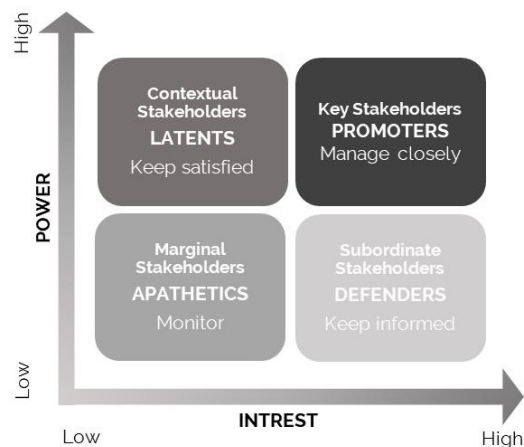 High
Contextual
Stakeholders
LATENTS
Keep satisfied
Key Stakeholders
PROMOTERS
Manage closely
POWER
Marginal
Stakeholders
APATHETICS
Monitor
Subordinate
Stakeholders
DEFENDERS
Keep informed
Low
INTREST
Low
High